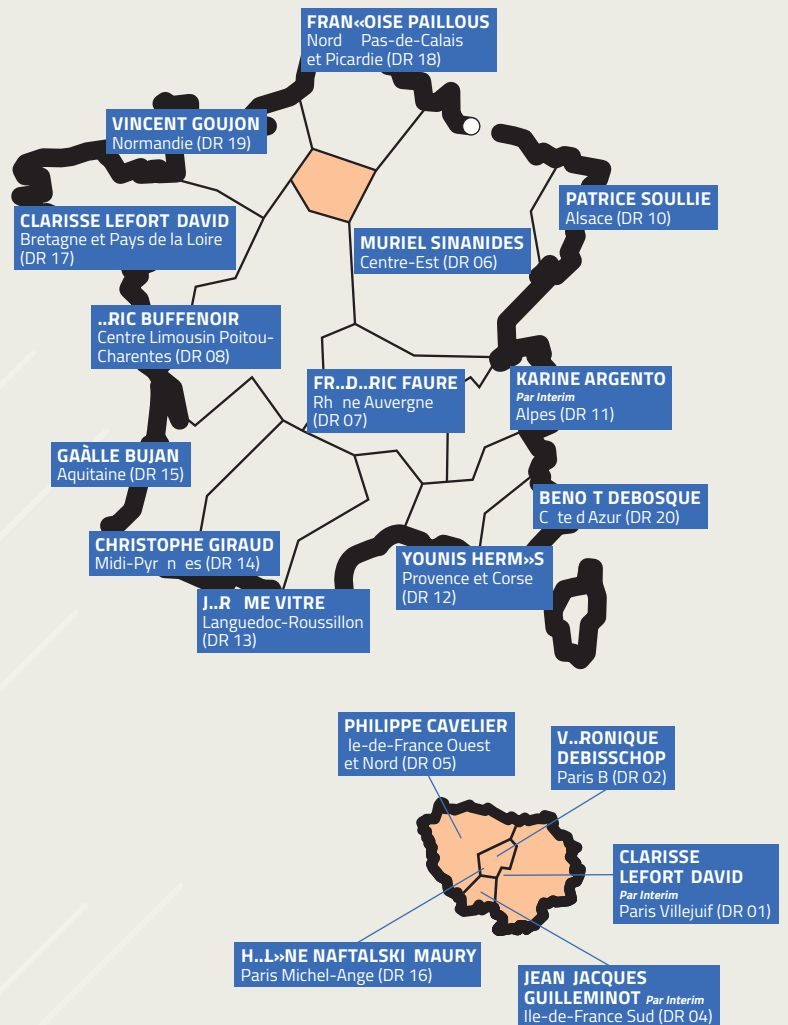 FRAN«OISE PAILLOUS
Nord Pas-de-Calais
et Picardie (DR 18)
VINCENT GOUJON
Normandie (DR 19)
PATRICE SOULLIE
Alsace (DR 10)
CLARISSE LEFORT DAVID
Bretagne et Pays de la Loire
(DR 17)
MURIEL SINANIDES
Centre-Est (DR 06)
..RIC BUFFENOIR
Centre Limousin Poitou-
Charentes (DR 08)
FR..D..RIC FAURE
Rh ne Auvergne
(DR 07)
KARINE ARGENTO
Par Interim
Alpes (DR 11)
GAÀLLE BUJAN
Aquitaine (DR 15)
BENO T DEBOSQUE
C te d Azur (DR 20)
CHRISTOPHE GIRAUD
Midi-Pyr n es (DR 14)
YOUNIS HERM»S
Provence et Corse
(DR 12)
J..R ME VITRE
Languedoc-Roussillon
(DR 13)
PHILIPPE CAVELIER
le-de-France Ouest
et Nord (DR 05)
V..RONIQUE
DEBISSCHOP
Paris B (DR 02)
CLARISSE
LEFORT DAVID
Par Interim
Paris Villejuif (DR 01)
H..L»NE NAFTALSKI MAURY
Paris Michel-Ange (DR 16)
JEAN JACQUES
GUILLEMINOT Par Interim
Ile-de-France Sud (DR 04)